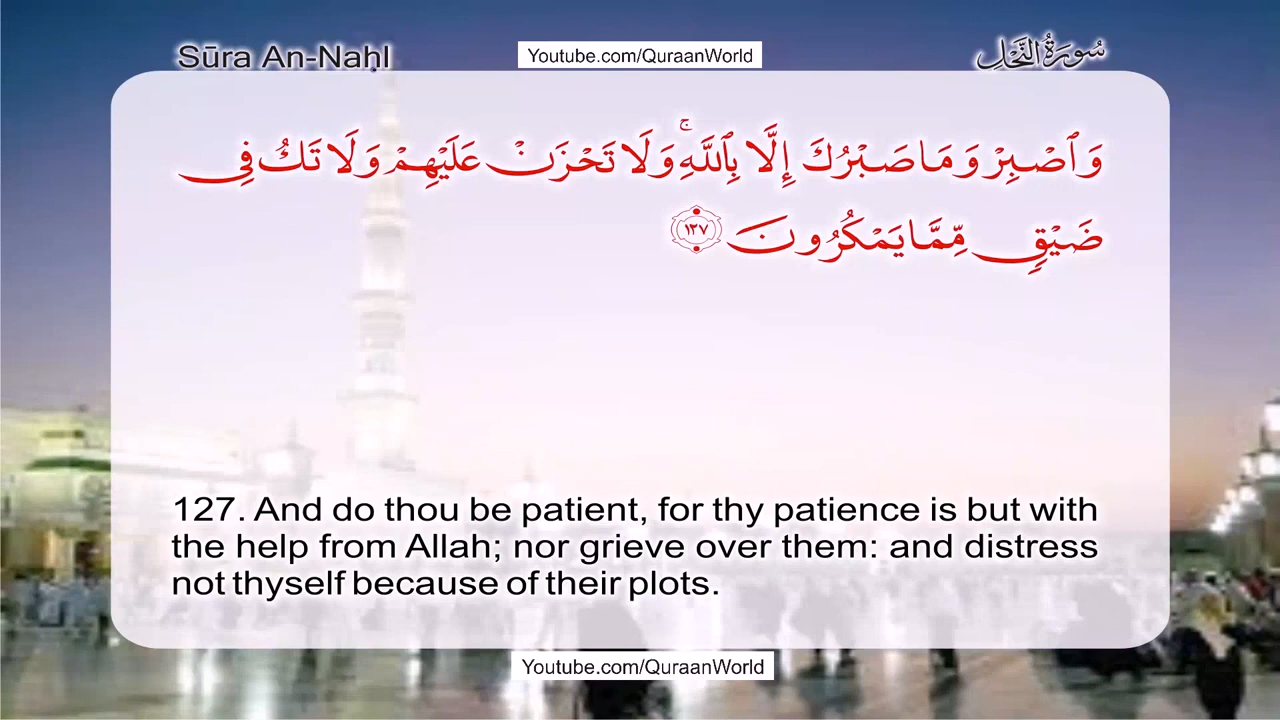 Sūra An-Naḥl
Youtube.com/QuraanWorld
سُورَةُ النَّحْلِ
وَٱصْبِرْ وَمَا صَبْرُكَ إِلَّا بِٱللَّهِ ۚ وَلَا تَحْزَنْ عَلَيْهِمْ وَلَا تَكُ فِى
ضَيْقٍ مِّمَّا يَمْكُرُونَ ١٢٧
127. And do thou be patient, for thy patience is but with
the help from Allah; nor grieve over them: and distress
not thyself because of their plots.
Youtube.com/QuraanWorld